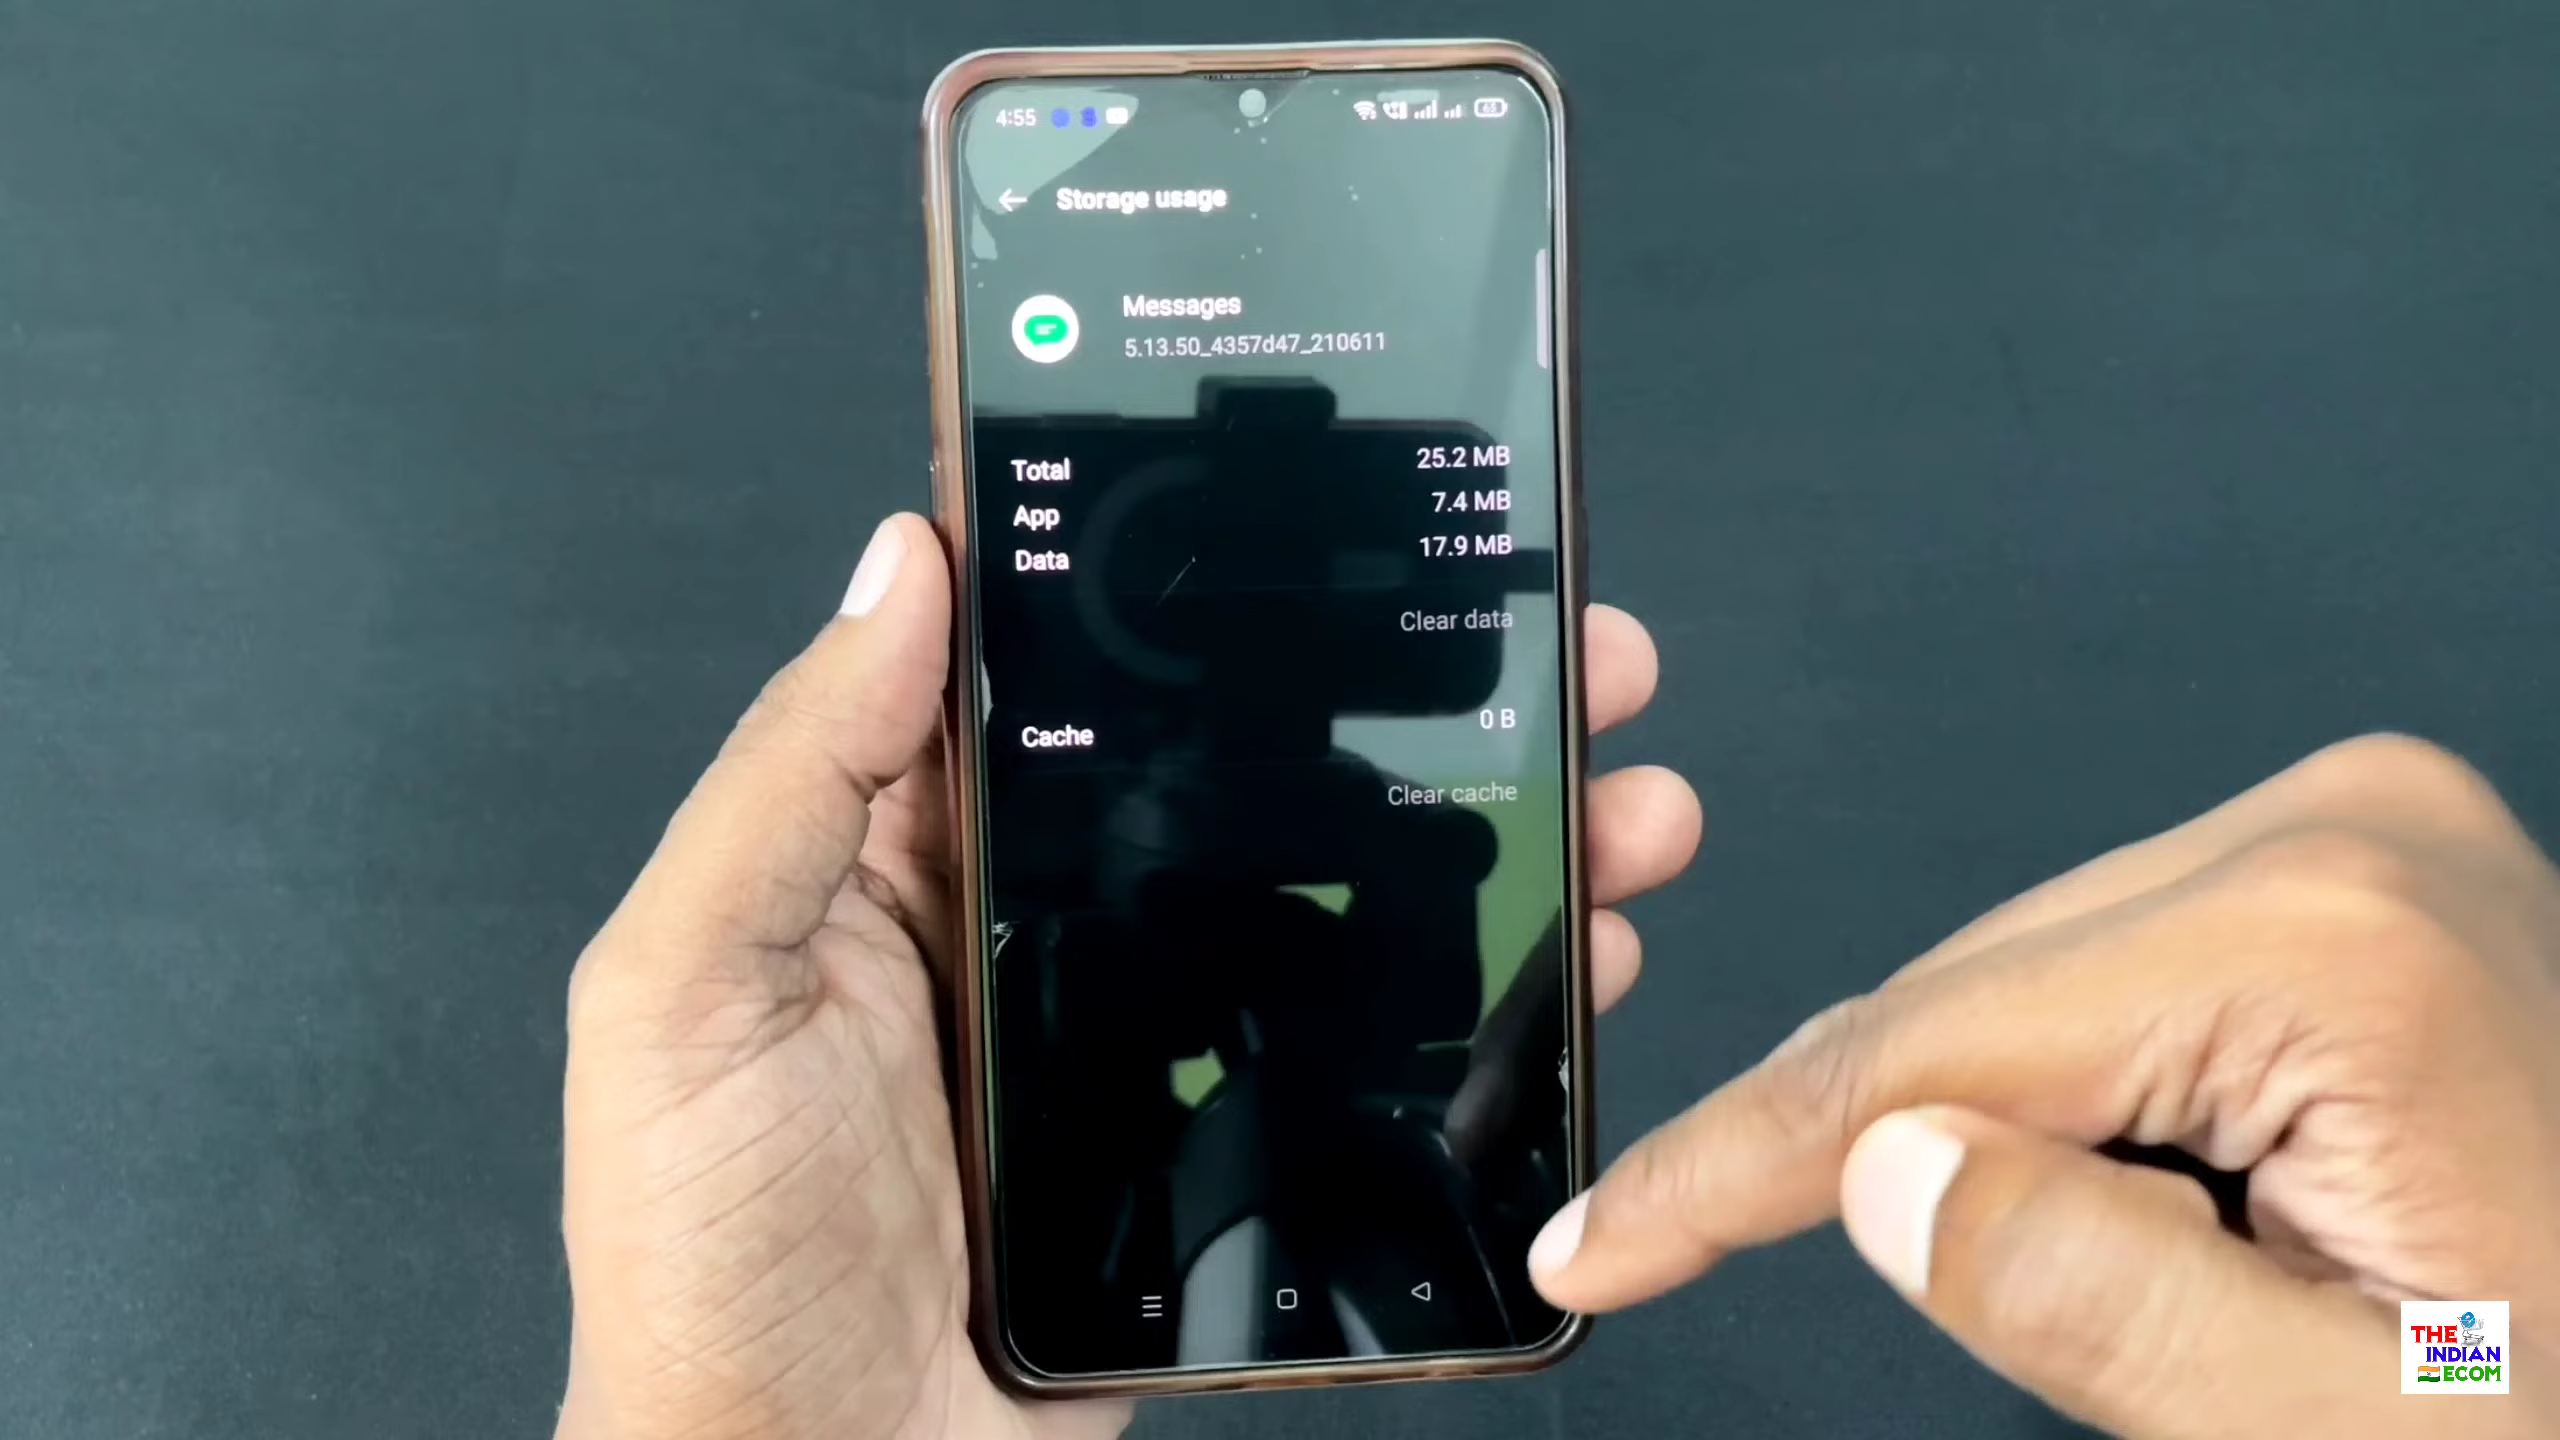 4:55
65
Storage usage
Messages
5.13.50_4357d47_210611
Total 25.2 MB
App 7.4 MB
Data 17.9 MB
Clear data
Cache 0 B
Clear cache
THE
INDIAN
ECOM